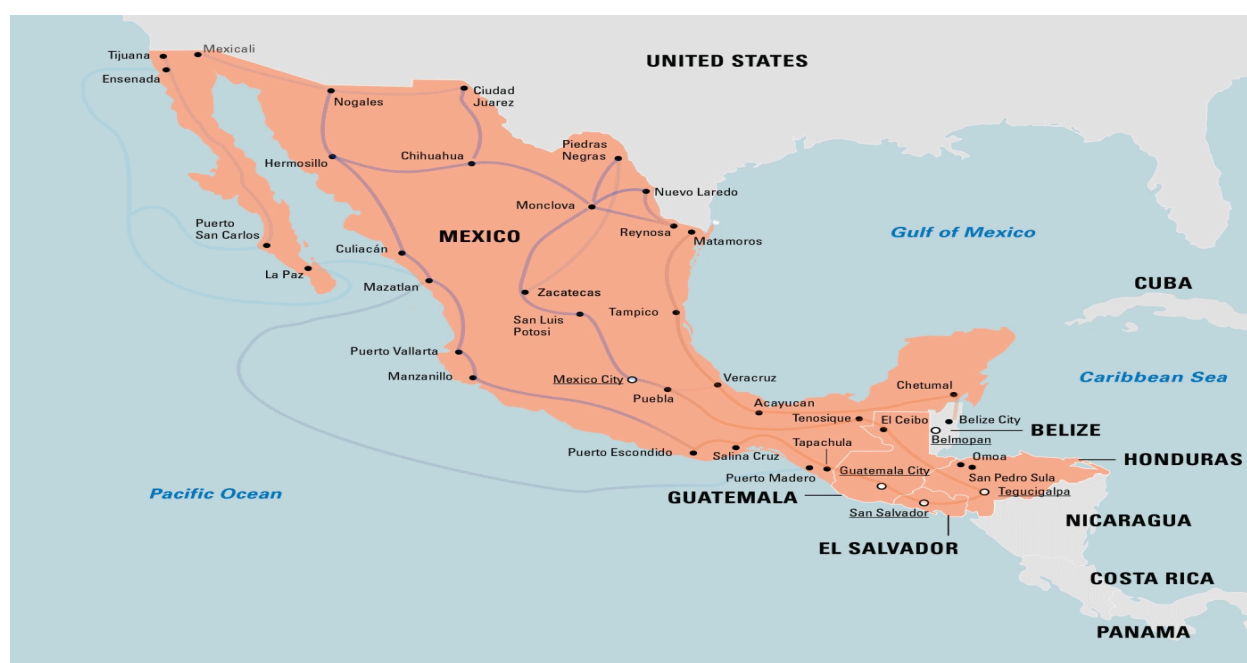 Mexicali
Tijuana
UNITED STATES
Ensenada
Nogales
Ciudad
Juarez
Piedras
Negras
Hermosillo
Chihuahua
Nuevo Laredo
Monclova
Puerto
San Carlos
MEXICO
Reynosa
Matamoros
Gulf of Mexico
Culiacán
La Paz
Mazatlan
CUBA
Zacatecas
San Luis
Potosi
Tampico
Puerto Vallarta
Manzanillo
Mexico City
Veracruz
Caribbean Sea
Puebla
Chetumal
Acayucan
Tenosique
El Ceibo
Belize City
BELIZE
Belmopan
Tapachula
Puerto Escondido
Salina Cruz
Omoa
HONDURAS
Guatemala City
San Pedro Sula
Puerto Madero
Pacific Ocean
GUATEMALA
Tegucigalpa
San Salvador
NICARAGUA
EL SALVADOR
COSTA RICA
PANAMA